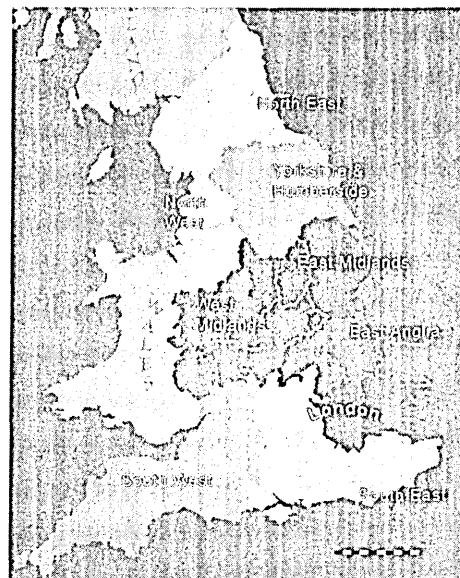 North East
Yorkshire &
Humberside
North
West
East Midlands
West
Midlands
East Anglia
London
South West
South East